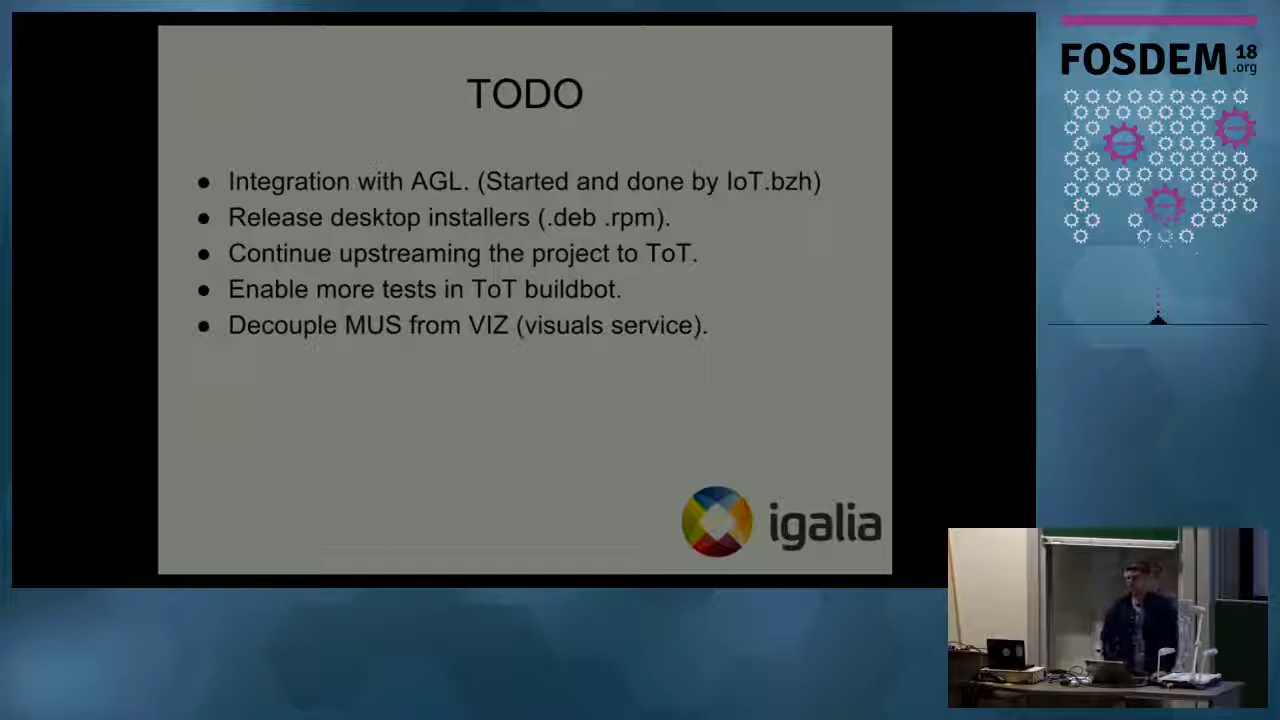 TODO
● Integration with AGL. (Started and done by IoT.bzh)
● Release desktop installers (.deb .rpm).
● Continue upstreaming the project to ToT.
● Enable more tests in ToT buildbot.
● Decouple MUS from VIZ (visuals service).
igalia
FOSDEM 18
.org